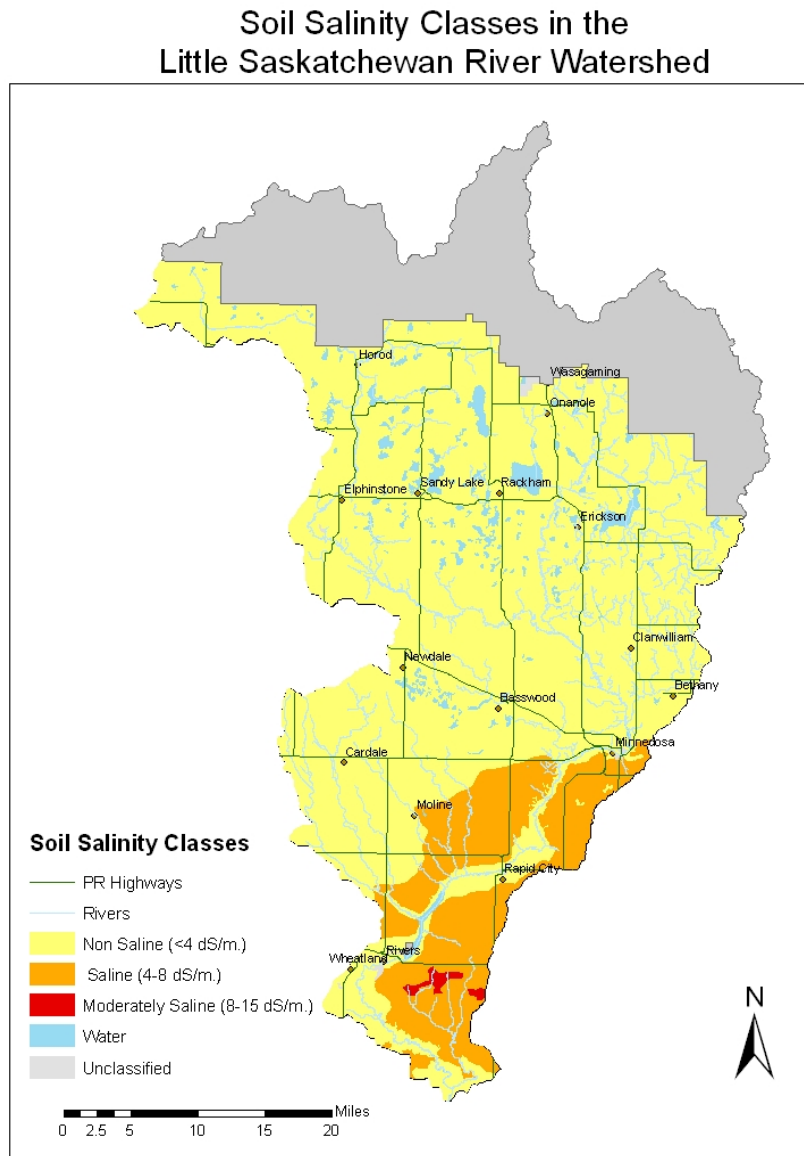 Soil Salinity Classes in the
Little Saskatchewan River Watershed
Horod
Wasagaming
Onanole
Elphinstone
Sandy Lake
Rackham
Erickson
Clanwilliam
Newdale
Bethany
Basswood
Minnedosa
Cardale
Moline
Rapid City
Rivers
Wheatland
Soil Salinity Classes
PR Highways
Rivers
Non Saline (<4 dS/m.)
Saline (4-8 dS/m.)
Moderately Saline (8-15 dS/m.)
Water
Unclassified
N
Miles
0 2.5 5 10 15 20